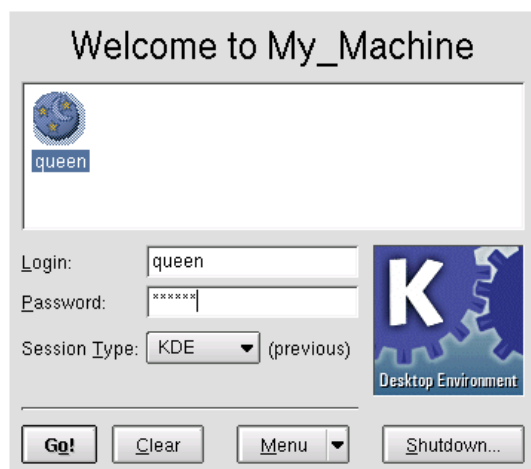 Welcome to My_Machine
queen
Login: queen
Password: ******
Session Type: KDE (previous)
K
Desktop Environment
Go! Clear Menu Shutdown...